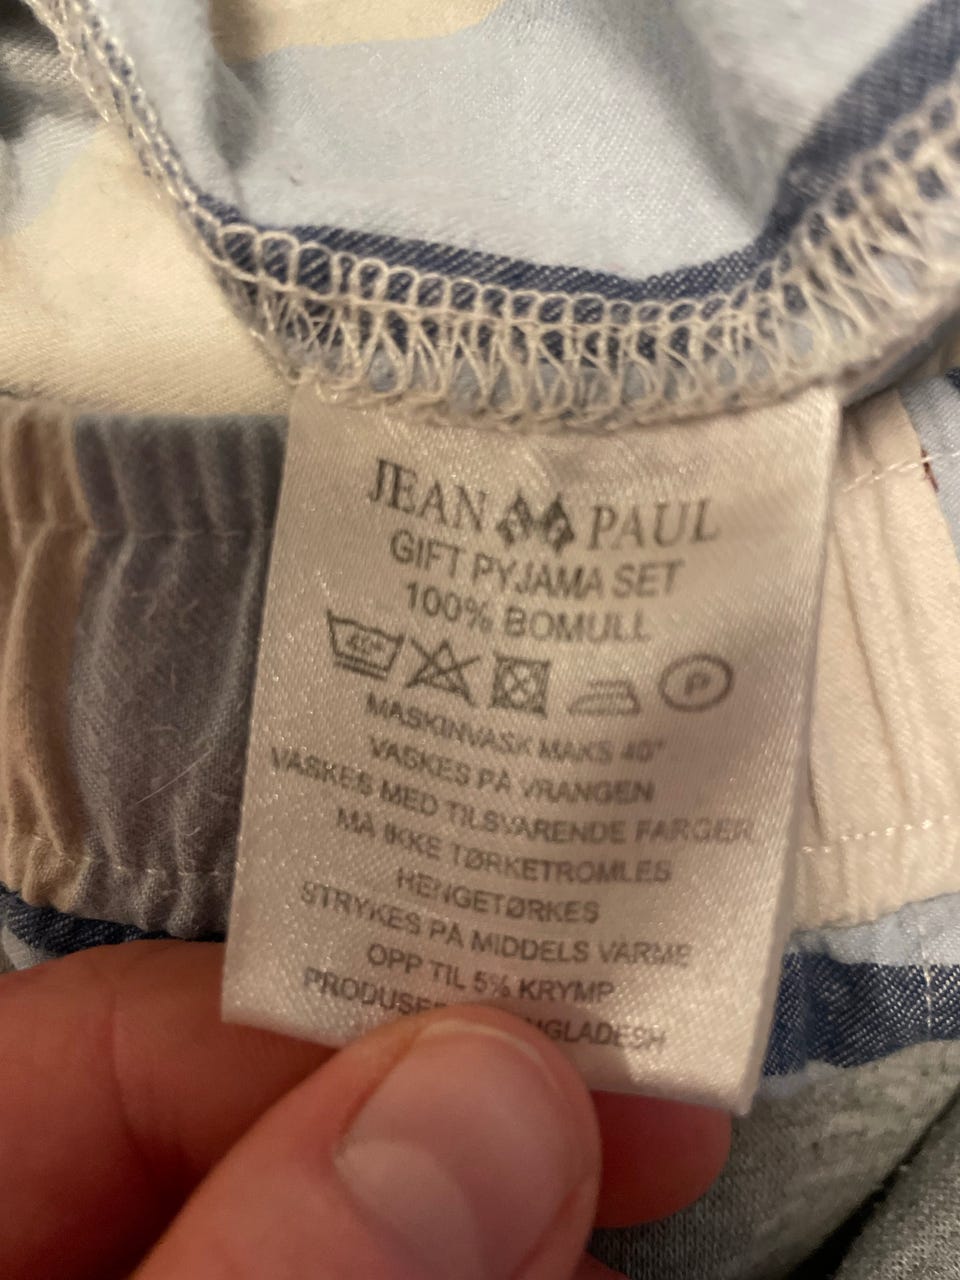 JEAN PAUL
GIFT PYJAMA SET
100% BOMULL
40° P
MASKINVASK MAKS 40°
VASKES PÅ VRANGEN
VASKES MED TILSVARENDE FARGER
MÅ IKKE TØRKETROMLES
HENGETØRKES
STRYKES PÅ MIDDELS VARME
OPP TIL 5% KRYMP